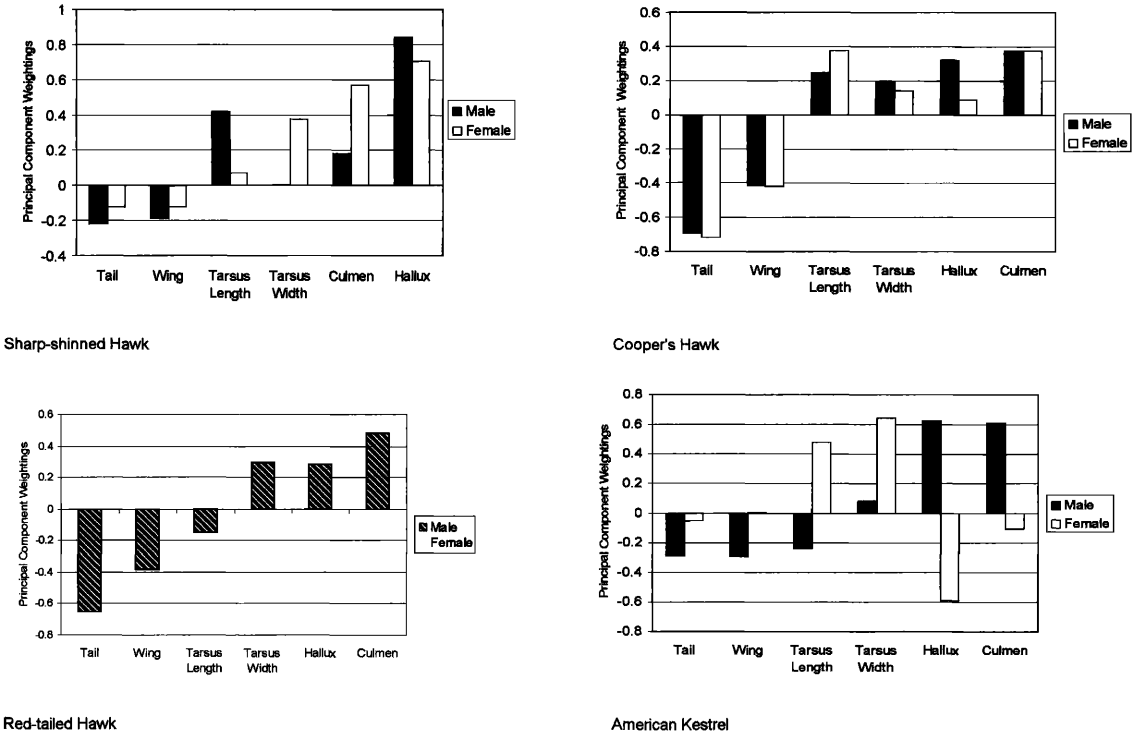 Principal Component Weightings
1
0.8
0.6
0.4
0.2
0
-0.2
-0.4
Tail Wing Tarsus Length Tarsus Width Culmen Hallux
Male
Female
Sharp-shinned Hawk
Principal Component Weightings
0.6
0.4
0.2
0
-0.2
-0.4
-0.6
-0.8
Tail Wing Tarsus Length Tarsus Width Hallux Culmen
Male
Female
Cooper's Hawk
Principal Component Weightings
0.6
0.4
0.2
0
-0.2
-0.4
-0.6
-0.8
Tail Wing Tarsus Length Tarsus Width Hallux Culmen
Male
Female
Red-tailed Hawk
Principal Component Weightings
0.8
0.6
0.4
0.2
0
-0.2
-0.4
-0.6
-0.8
Tail Wing Tarsus Length Tarsus Width Hallux Culmen
Male
Female
American Kestrel